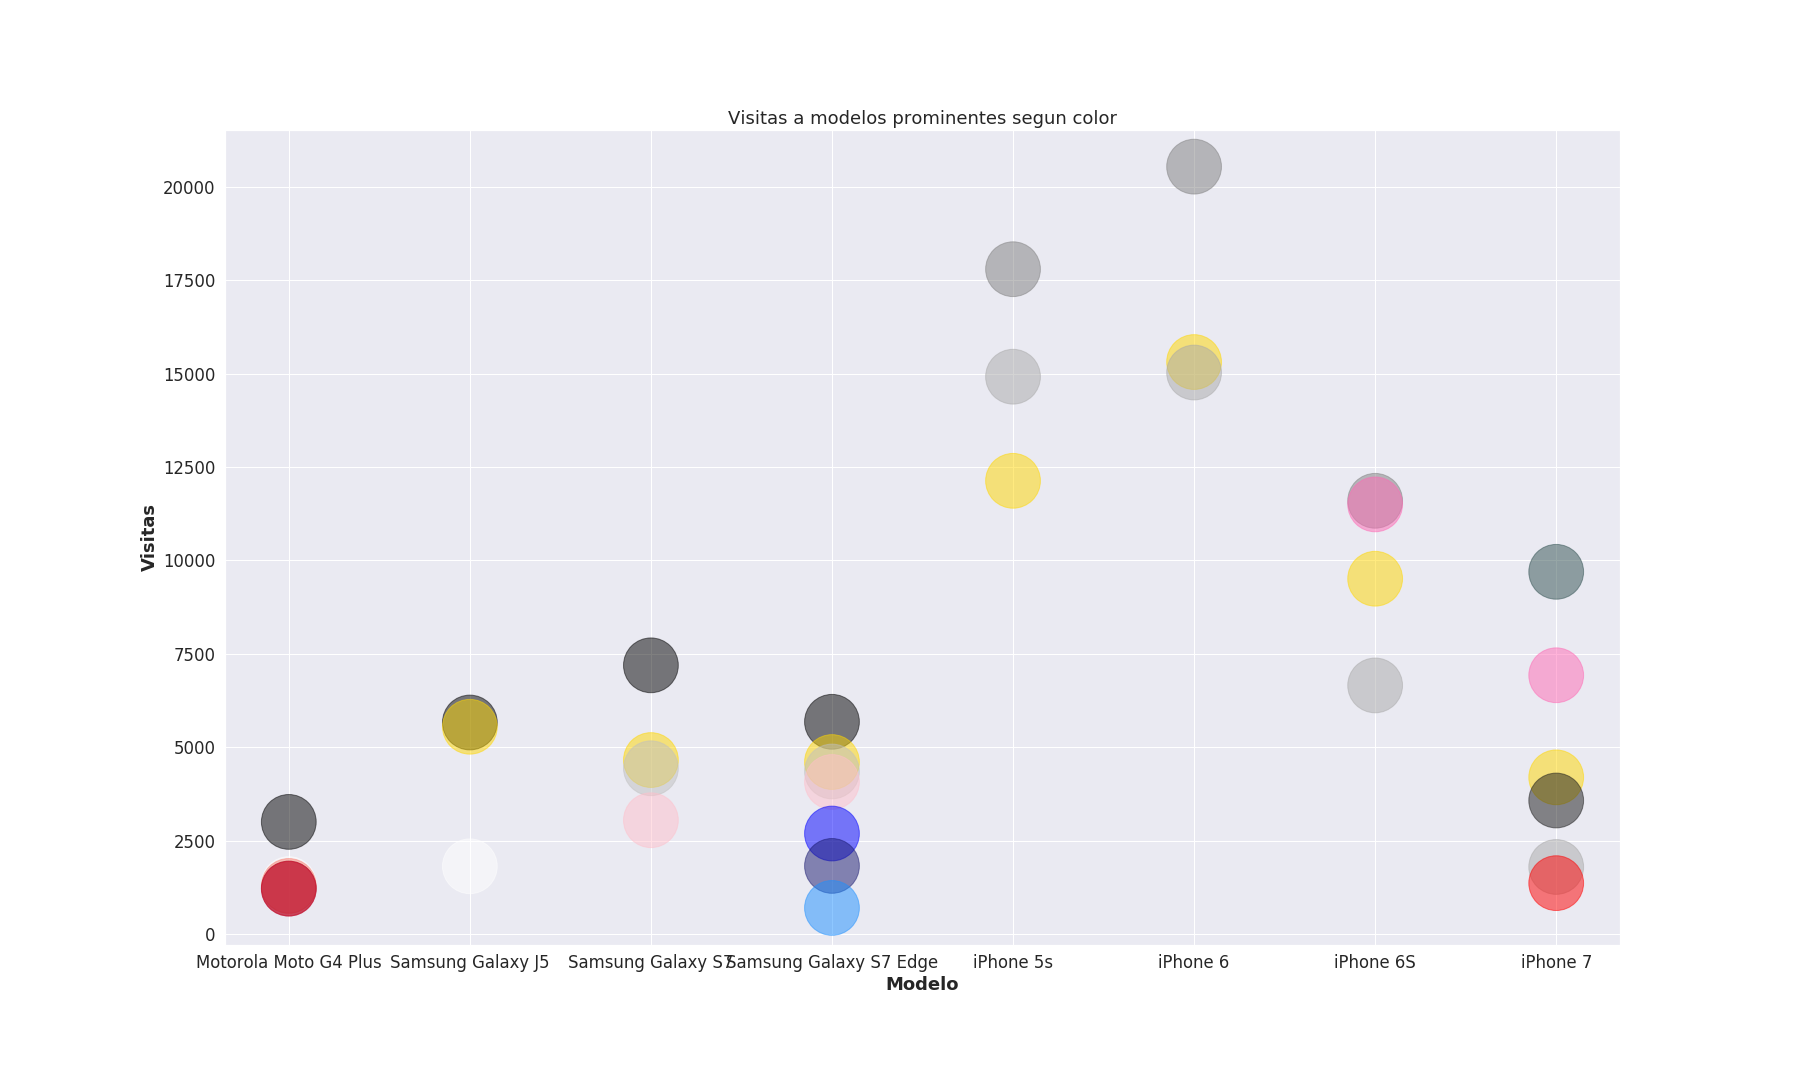 Visitas a modelos prominentes segun color
20000
17500
15000
12500
10000
7500
5000
2500
0
Visitas
Motorola Moto G4 Plus Samsung Galaxy J5 Samsung Galaxy S7 Samsung Galaxy S7 Edge iPhone 5s iPhone 6 iPhone 6S iPhone 7
Modelo